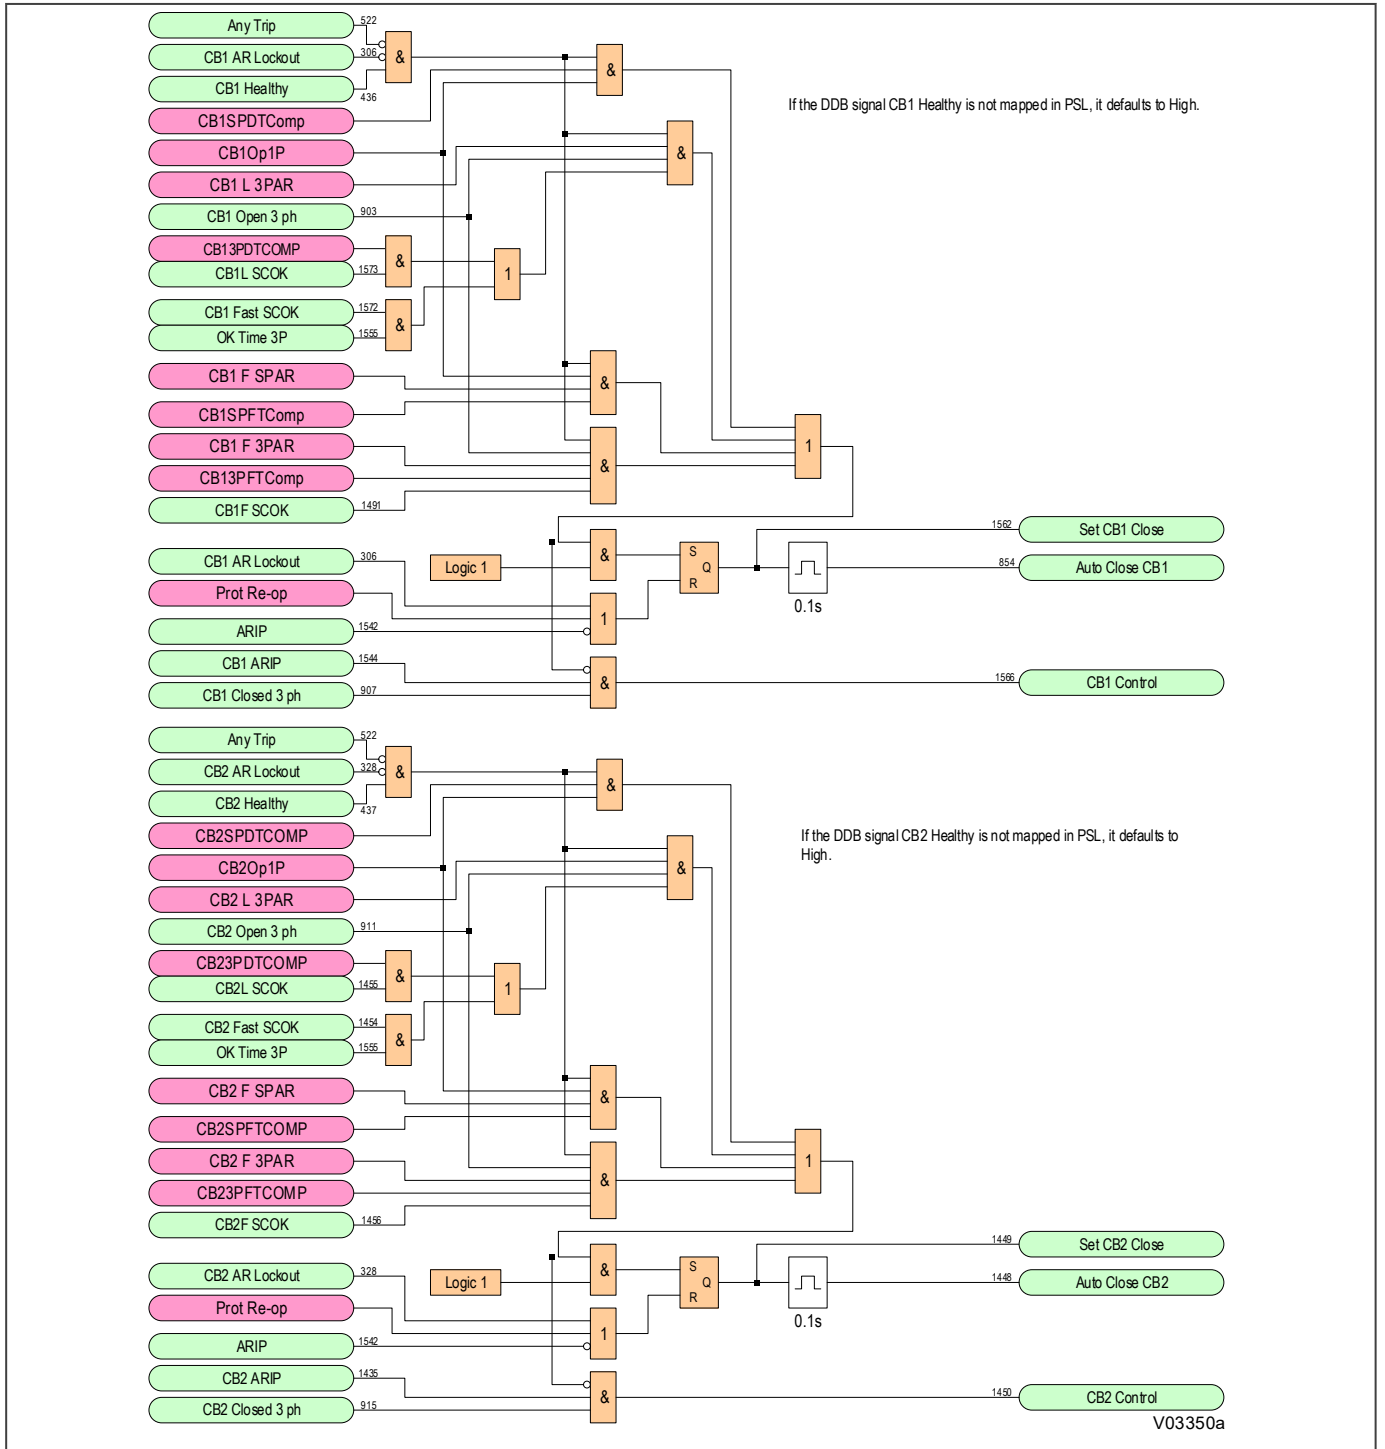 Any Trip
522
CB1 AR Lockout
306
CB1 Healthy
436
&
&
If the DDB signal CB1 Healthy is not mapped in PSL, it defaults to High.
CB1SPDTComp
CB1Op1P
&
CB1 L 3PAR
CB1 Open 3 ph
903
CB13PDTCOMP
CB1L SCOK
1573
&
1
CB1 Fast SCOK
1572
OK Time 3P
1555
&
CB1 F SPAR
&
CB1SPFTComp
CB1 F 3PAR
1
CB13PFTComp
&
CB1F SCOK
1491
1562
Set CB1 Close
CB1 AR Lockout
306
Logic 1
&
S
Q
R
0.1s
854
Auto Close CB1
Prot Re-op
1
ARIP
1542
CB1 ARIP
1544
&
1566
CB1 Control
CB1 Closed 3 ph
907
Any Trip
522
CB2 AR Lockout
328
CB2 Healthy
437
&
&
If the DDB signal CB2 Healthy is not mapped in PSL, it defaults to
High.
CB2SPDTCOMP
CB2Op1P
&
CB2 L 3PAR
CB2 Open 3 ph
911
CB23PDTCOMP
CB2L SCOK
1455
&
1
CB2 Fast SCOK
1454
OK Time 3P
1555
&
CB2 F SPAR
&
CB2SPFTCOMP
CB2 F 3PAR
1
CB23PFTCOMP
&
CB2F SCOK
1456
1449
Set CB2 Close
CB2 AR Lockout
328
Logic 1
&
S
Q
R
0.1s
1448
Auto Close CB2
Prot Re-op
1
ARIP
1542
CB2 ARIP
1435
&
1450
CB2 Control
CB2 Closed 3 ph
915
V03350a